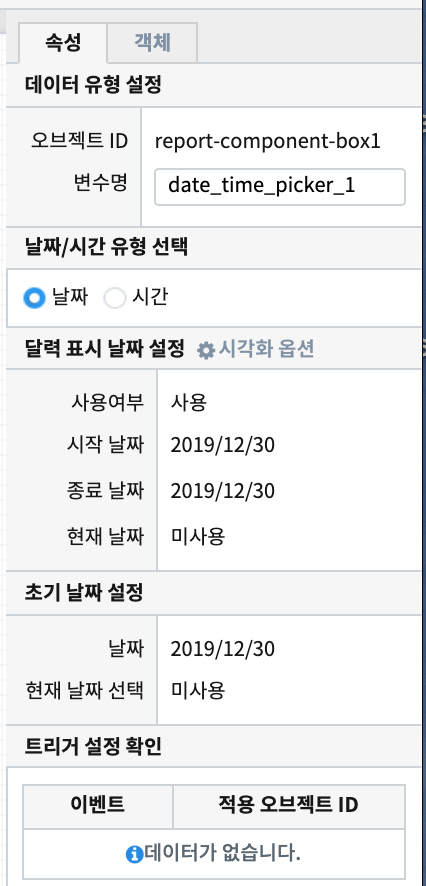 속성 객체
데이터 유형 설정
오브젝트 ID report-component-box1
변수명 date_time_picker_1
날짜/시간 유형 선택
날짜 시간
달력 표시 날짜 설정 시각화 옵션
사용여부 사용
시작 날짜 2019/12/30
종료 날짜 2019/12/30
현재 날짜 미사용
초기 날짜 설정
날짜 2019/12/30
현재 날짜 선택 미사용
트리거 설정 확인
이벤트 적용 오브젝트 ID
데이터가 없습니다.